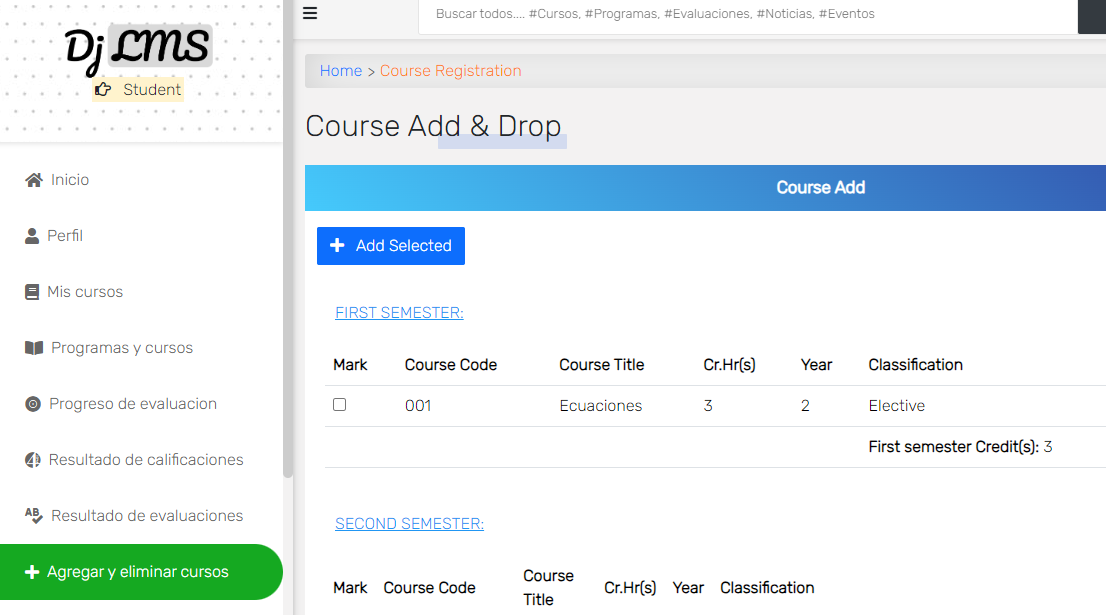 Dj LMS
Student
Inicio
Perfil
Mis cursos
Programas y cursos
Progreso de evaluacion
Resultado de calificaciones
Resultado de evaluaciones
Agregar y eliminar cursos
Buscar todos.... #Cursos, #Programas, #Evaluaciones, #Noticias, #Eventos
Home > Course Registration
Course Add & Drop
Course Add
Add Selected
FIRST SEMESTER:
Mark Course Code Course Title Cr.Hr(s) Year Classification
001 Ecuaciones 3 2 Elective
First semester Credit(s): 3
SECOND SEMESTER:
Mark Course Code Course Title Cr.Hr(s) Year Classification